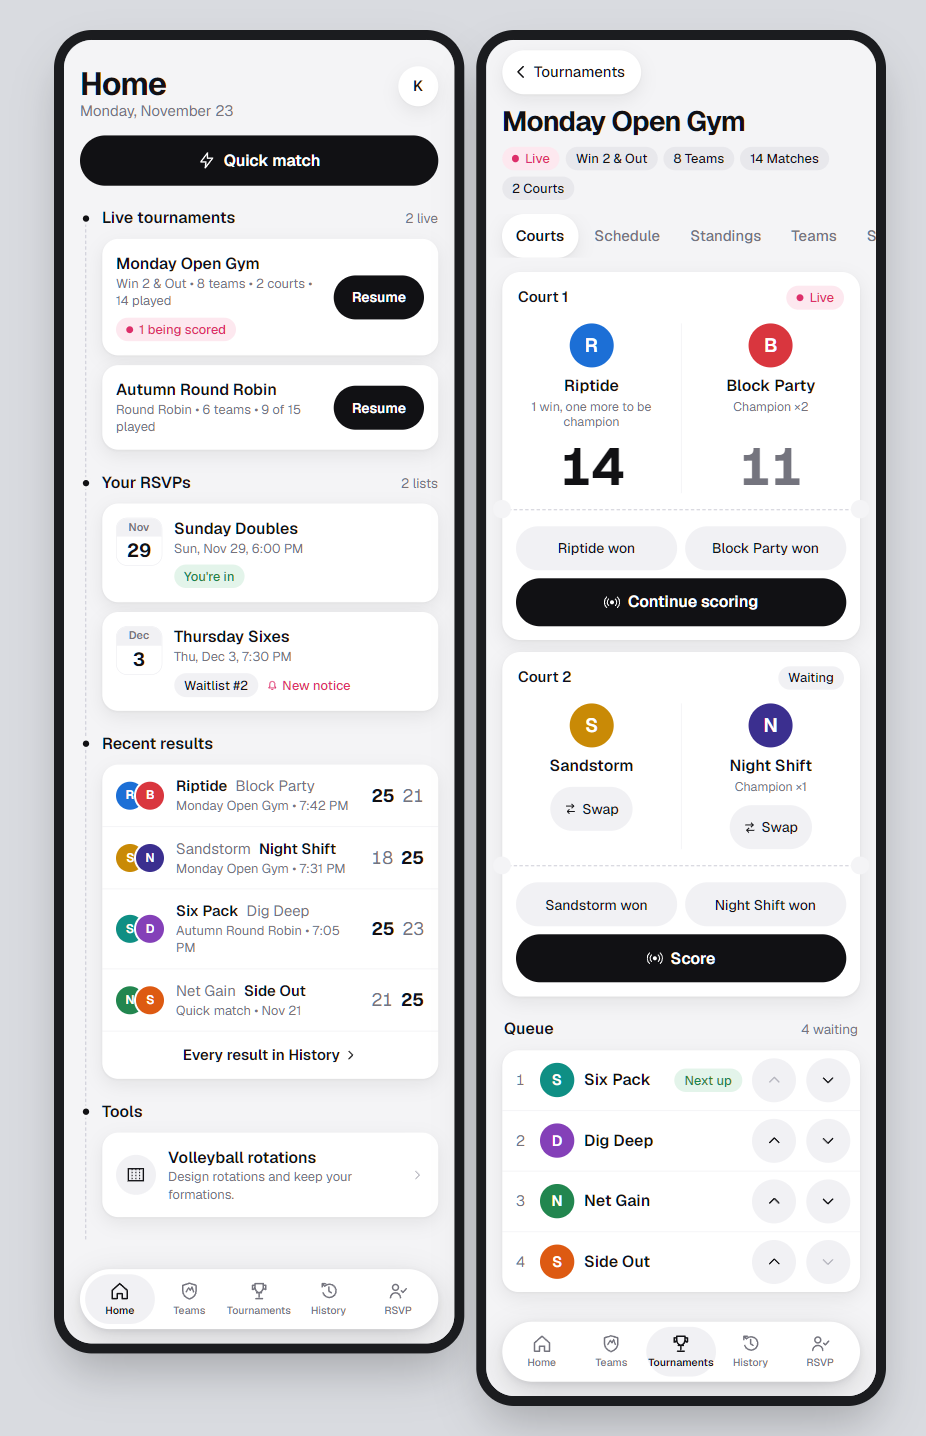 Home
K
Monday, November 23
Quick match
Live tournaments
2 live
Monday Open Gym
Win 2 & Out • 8 teams • 2 courts •
14 played
1 being scored
Resume
Autumn Round Robin
Round Robin • 6 teams • 9 of 15
played
Resume
Your RSVPs
2 lists
Nov
29
Sunday Doubles
Sun, Nov 29, 6:00 PM
You're in
Dec
3
Thursday Sixes
Thu, Dec 3, 7:30 PM
Waitlist #2
New notice
Recent results
R B
Riptide Block Party
Monday Open Gym • 7:42 PM
25 21
S N
Sandstorm Night Shift
Monday Open Gym • 7:31 PM
18 25
S D
Six Pack Dig Deep
Autumn Round Robin • 7:05
PM
25 23
N S
Net Gain Side Out
Quick match • Nov 21
21 25
Every result in History
Tools
Volleyball rotations
Design rotations and keep your
formations.
Home Teams Tournaments History RSVP
Tournaments
Monday Open Gym
Live Win 2 & Out 8 Teams 14 Matches
2 Courts
Courts Schedule Standings Teams S
Court 1
Live
R B
Riptide Block Party
1 win, one more to be
champion
Champion ×2
14 11
Riptide won Block Party won
Continue scoring
Court 2
Waiting
S N
Sandstorm Night Shift
Champion ×1
Swap
Swap
Sandstorm won Night Shift won
Score
Queue
4 waiting
1 S Six Pack Next up
2 D Dig Deep
3 N Net Gain
4 S Side Out
Home Teams Tournaments History RSVP